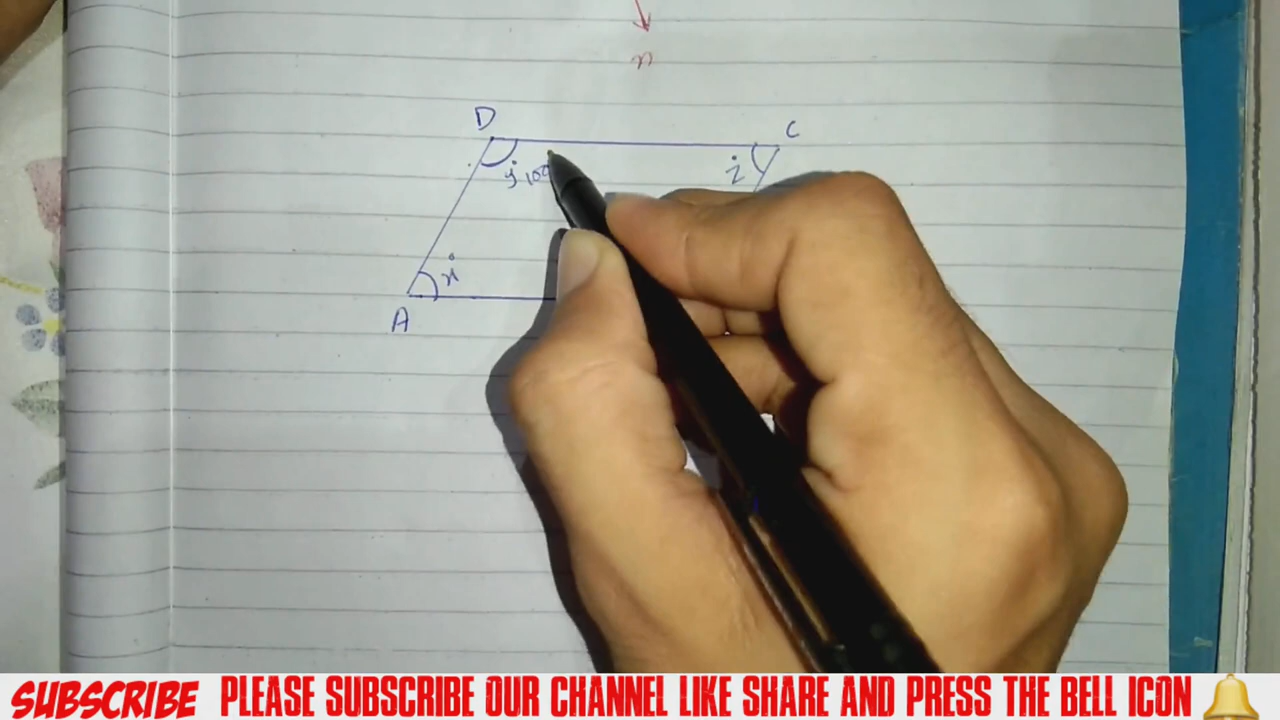 n
D
C
y° 100
z°
x°
A
SUBSCRIBE PLEASE SUBSCRIBE OUR CHANNEL LIKE SHARE AND PRESS THE BELL ICON